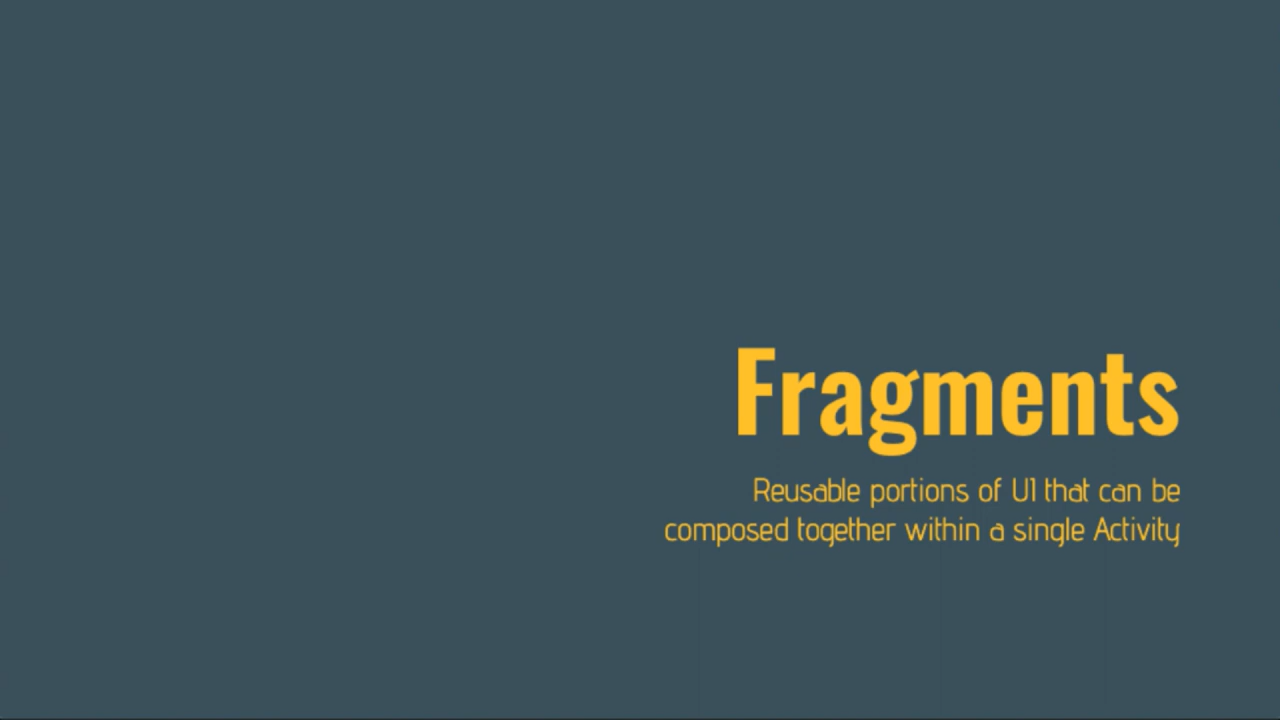 Fragments
Reusable portions of UI that can be
composed together within a single Activity